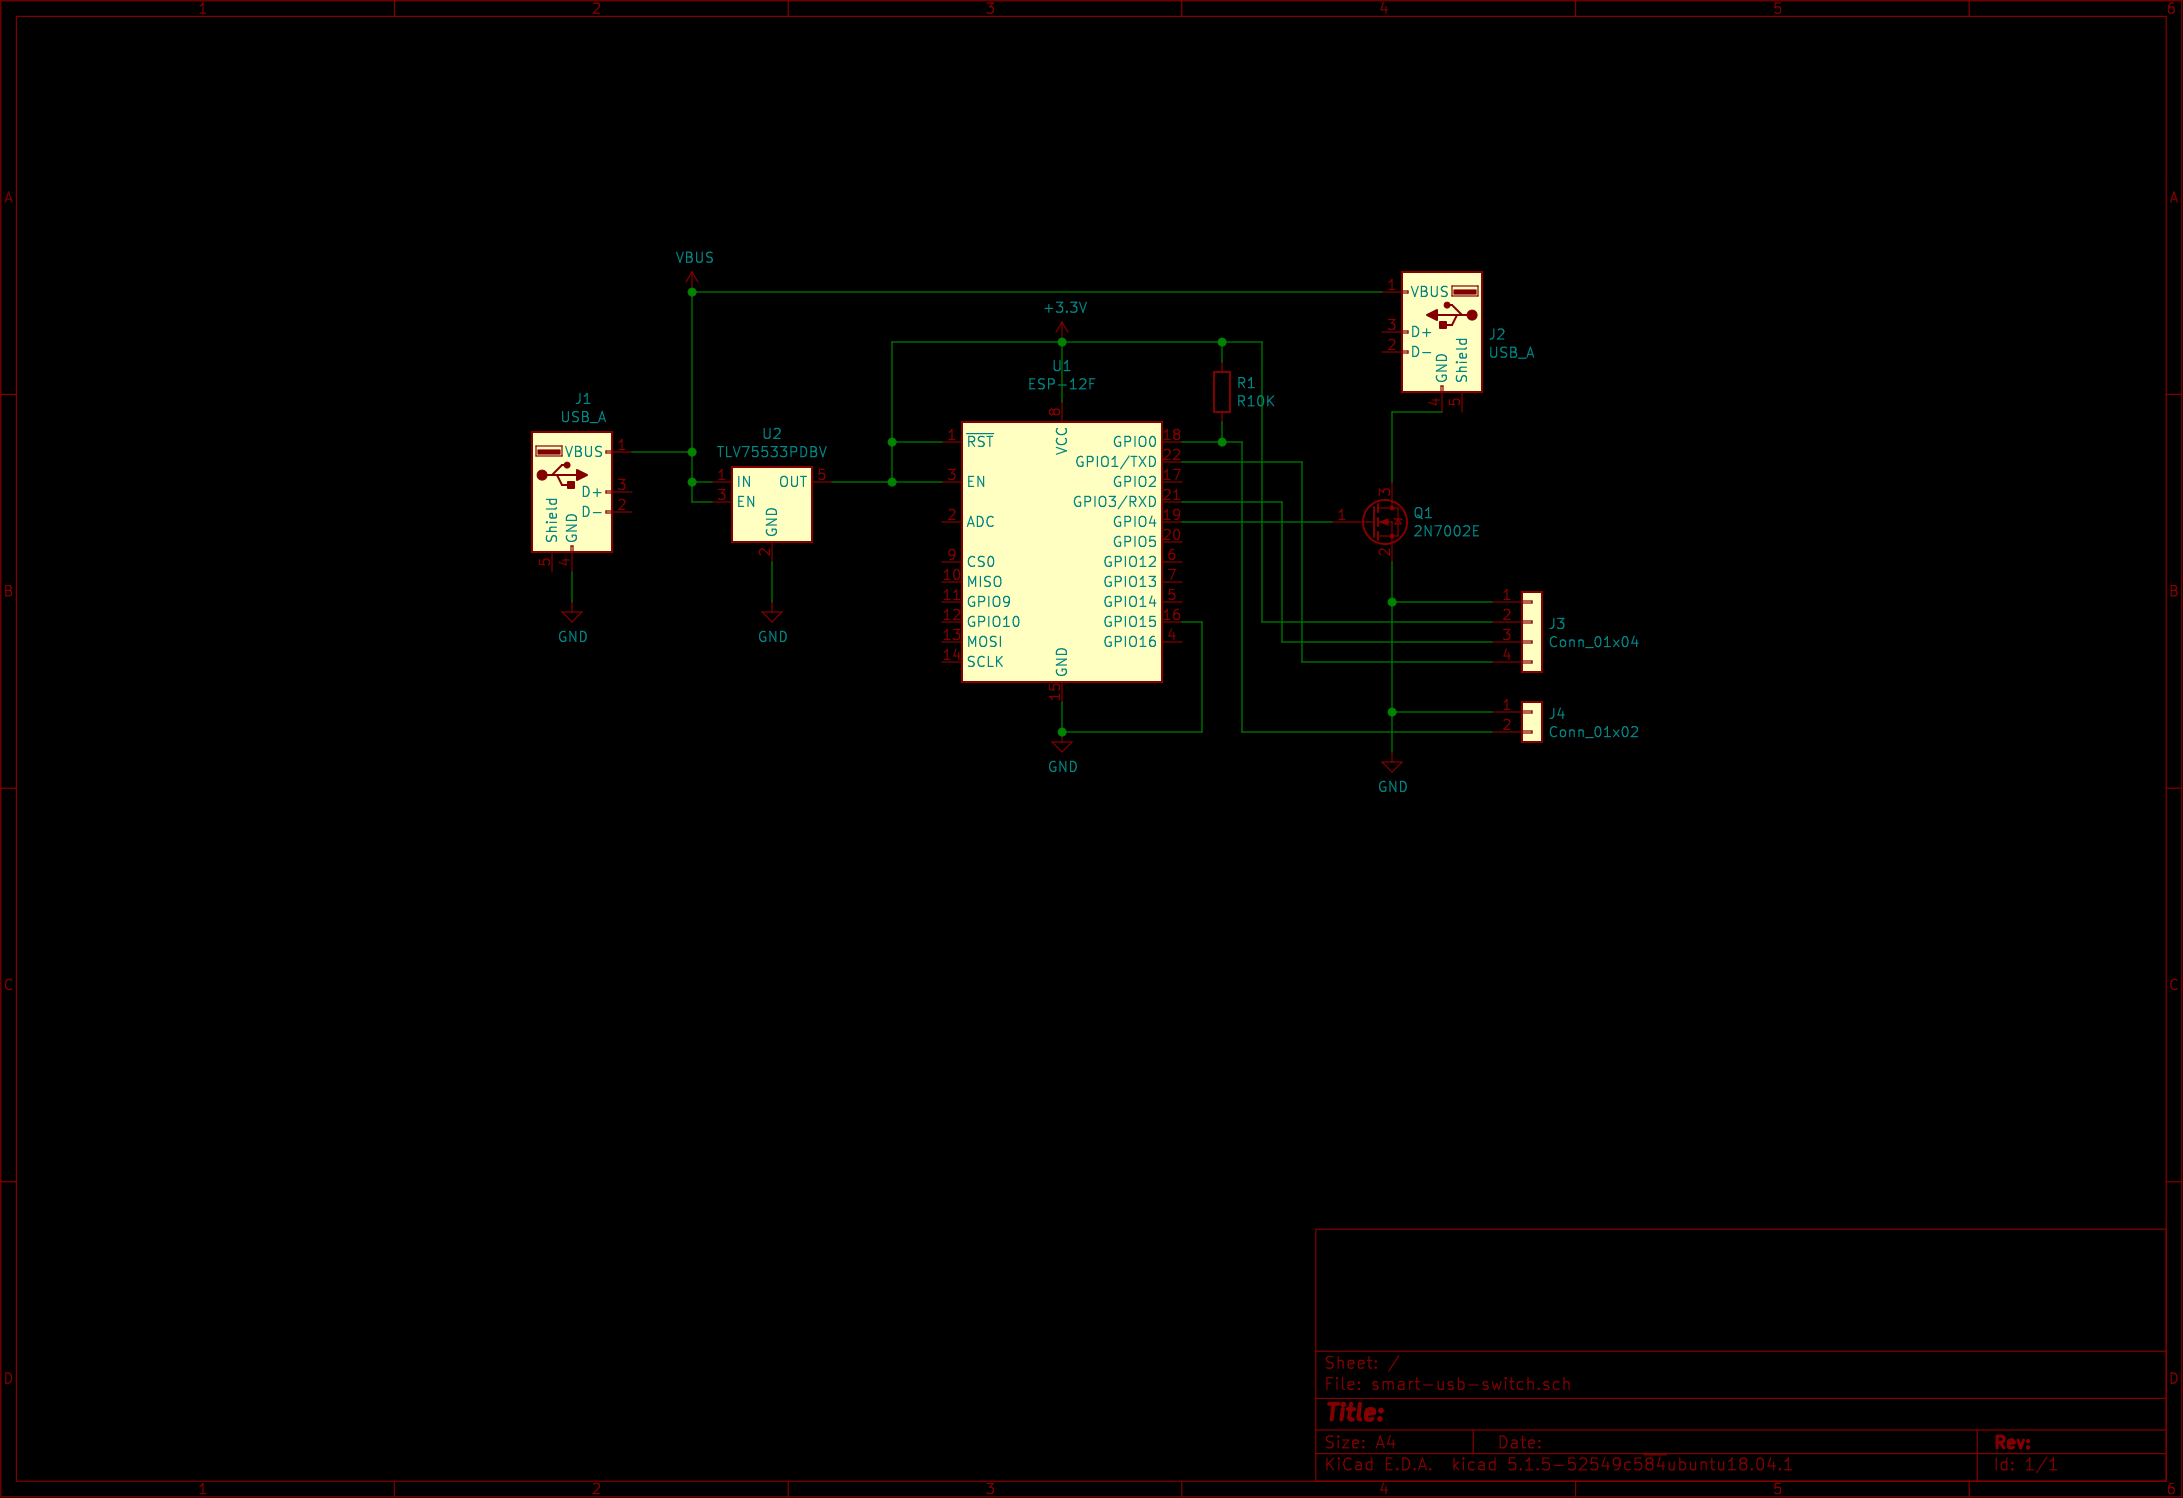 1 2 3 4 5 6
A A
VBUS
+3.3V
1 VBUS
3 D+
2 D-
GND
Shield
4 5
J2
USB_A
U1
ESP-12F
R1
R10K
J1
USB_A
VBUS 1
D+ 3
D- 2
Shield
GND
5 4
GND
U2
TLV75533PDBV
1 IN OUT 5
3 EN
GND
2
GND
8
VCC
1 RST GPIO0 18
GPIO1/TXD 22
3 EN GPIO2 17
GPIO3/RXD 21
2 ADC GPIO4 19
GPIO5 20
9 CS0 GPIO12 6
10 MISO GPIO13 7
11 GPIO9 GPIO14 5
12 GPIO10 GPIO15 16
13 MOSI GPIO16 4
14 SCLK
GND
15
GND
3
1
2
Q1
2N7002E
B B
1
2
3
4
J3
Conn_01x04
1
2
J4
Conn_01x02
GND
C C
D D
Sheet: /
File: smart-usb-switch.sch
Title:
Size: A4 Date: Rev:
KiCad E.D.A. kicad 5.1.5-52549c584ubuntu18.04.1 Id: 1/1
1 2 3 4 5 6